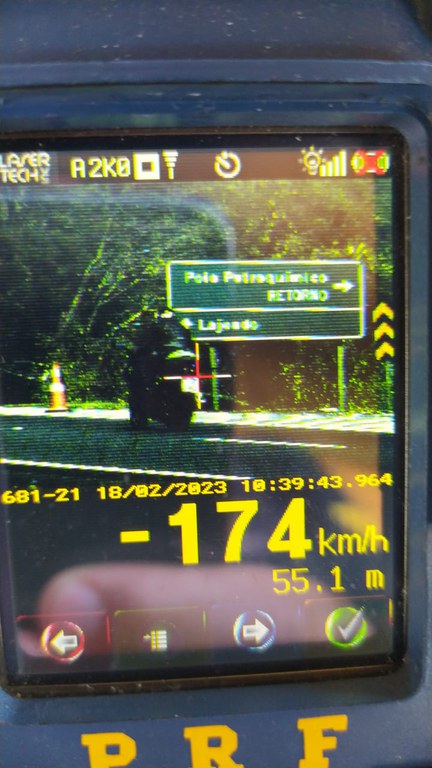 LASER
TECH
A2K0
Polo Petroquímico
RETORNO
Lajeado
681-21 18/02/2023 10:39:43.964
-174 km/h
55.1 m
PRF